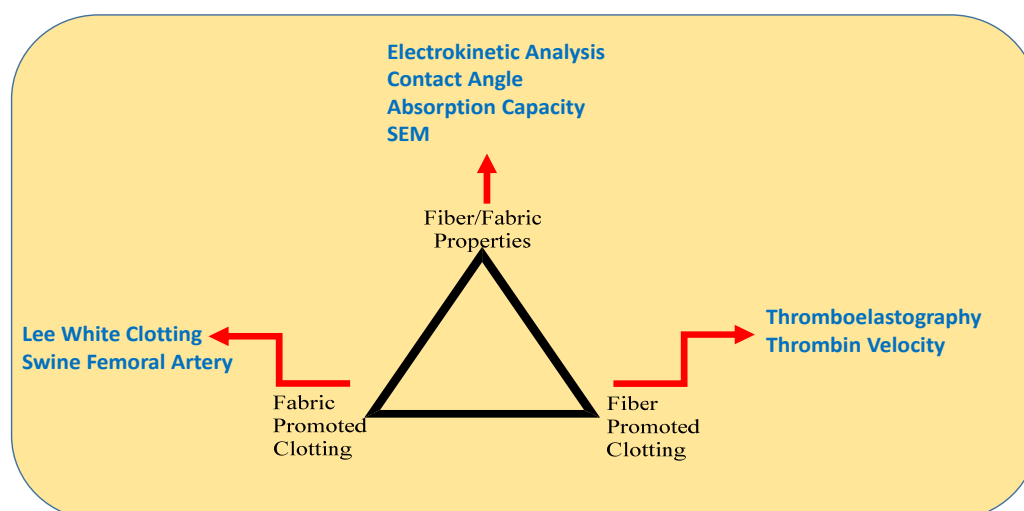 Electrokinetic Analysis
Contact Angle
Absorption Capacity
SEM
Fiber/Fabric
Properties
Lee White Clotting
Swine Femoral Artery
Thromboelastography
Thrombin Velocity
Fabric
Promoted
Clotting
Fiber
Promoted
Clotting